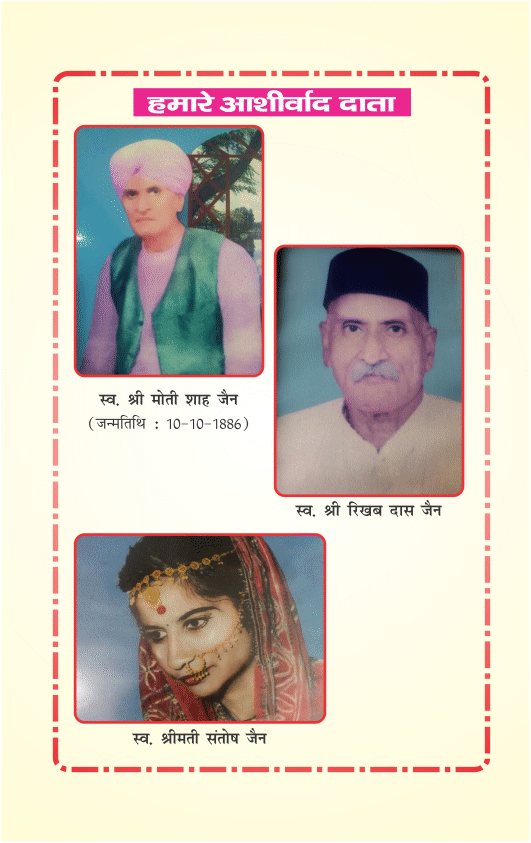 हमारे आशीर्वाद दाता
स्व. श्री मोती शाह जैन
(जन्मतिथि : 10-10-1886)
स्व. श्री रिखब दास जैन
स्व. श्रीमती संतोष जैन